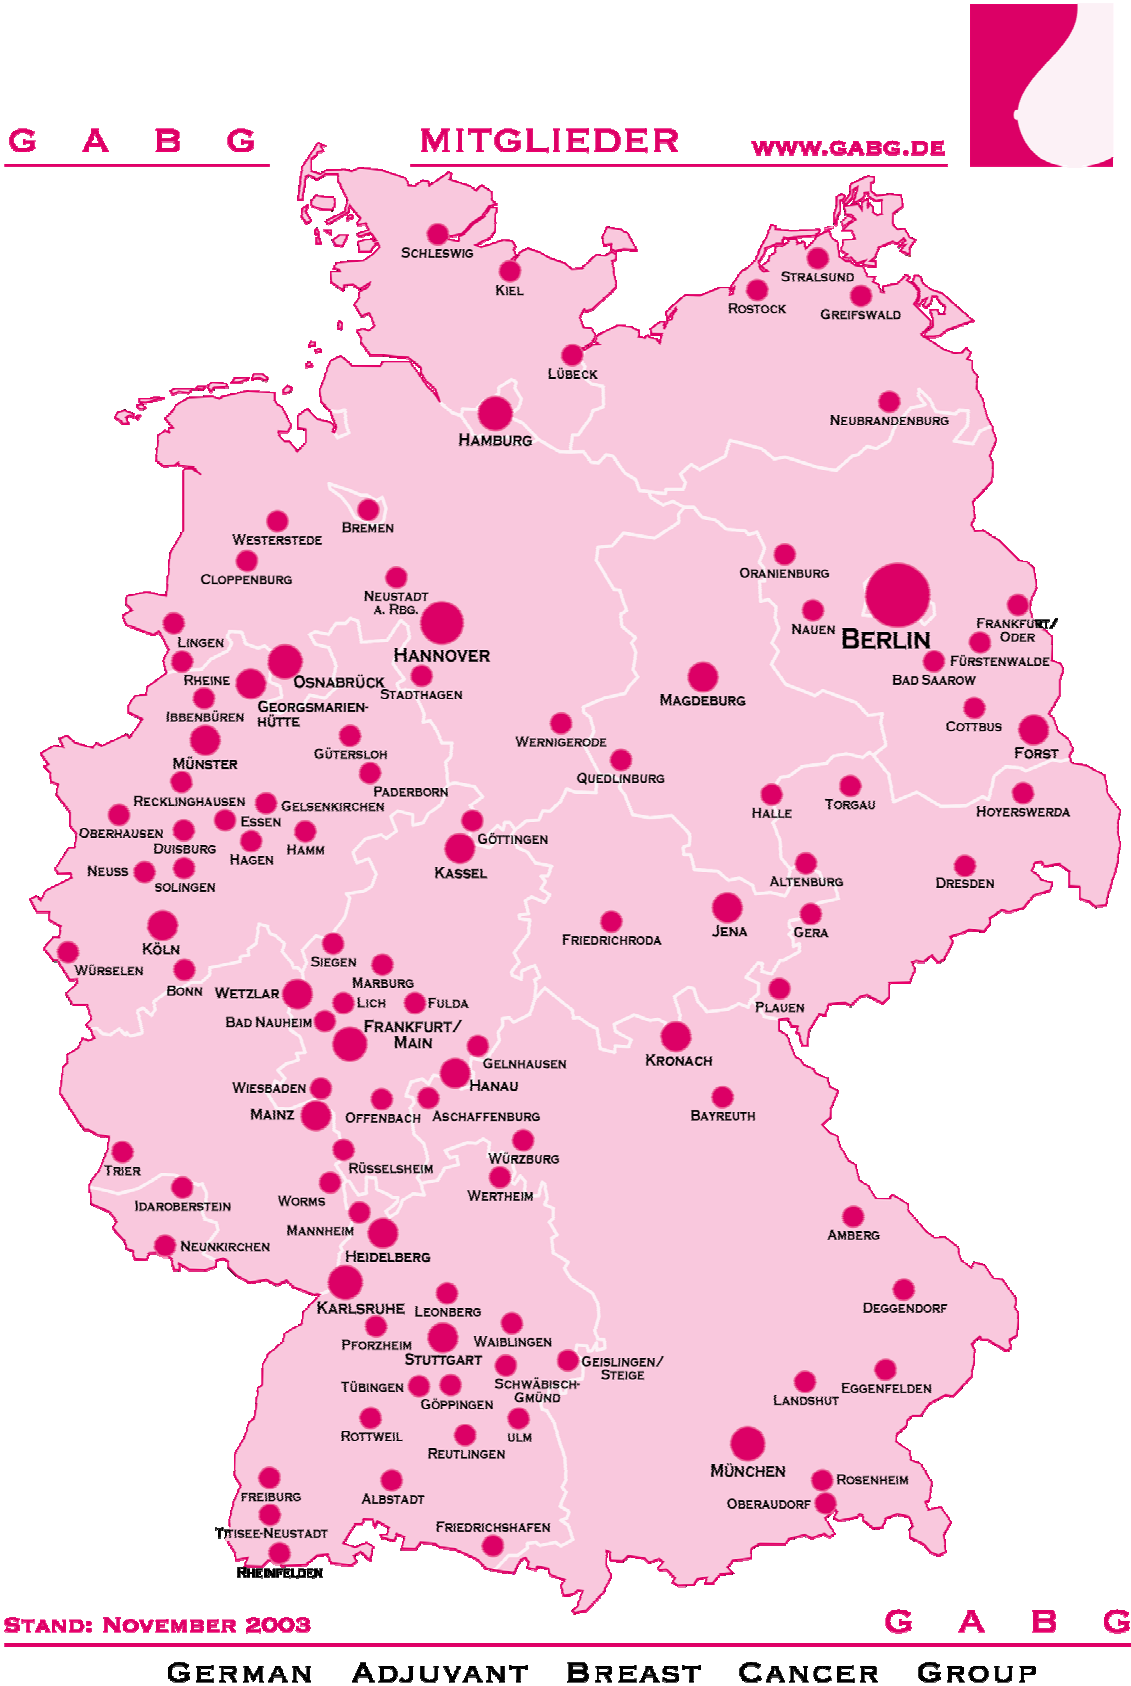 G A B G
MITGLIEDER
WWW.GABG.DE
SCHLESWIG
KIEL
STRALSUND
ROSTOCK
GREIFSWALD
LÜBECK
NEUBRANDENBURG
HAMBURG
BREMEN
WESTERSTEDE
CLOPPENBURG
ORANIENBURG
NEUSTADT
A. RBG.
NAUEN
BERLIN
FRANKFURT/
ODER
LINGEN
HANNOVER
FÜRSTENWALDE
RHEINE
OSNABRÜCK
STADTHAGEN
BAD SAAROW
IBBENBÜREN
GEORGSMARIEN-
HÜTTE
MAGDEBURG
COTTBUS
WERNIGERODE
GÜTERSLOH
FORST
MÜNSTER
QUEDLINBURG
PADERBORN
RECKLINGHAUSEN
GELSENKIRCHEN
TORGAU
HALLE
HOYERSWERDA
OBERHAUSEN
ESSEN
DUISBURG
HAGEN
HAMM
GÖTTINGEN
KASSEL
NEUSS
SOLINGEN
ALTENBURG
DRESDEN
KÖLN
FRIEDRICHRODA
JENA
GERA
WÜRSELEN
BONN
SIEGEN
MARBURG
WETZLAR
LICH
FULDA
PLAUEN
BAD NAUHEIM
FRANKFURT/
MAIN
KRONACH
GELNHAUSEN
HANAU
WIESBADEN
MAINZ
OFFENBACH
ASCHAFFENBURG
BAYREUTH
TRIER
RÜSSELSHEIM
WÜRZBURG
WERTHEIM
IDAROBERSTEIN
WORMS
MANNHEIM
AMBERG
NEUNKIRCHEN
HEIDELBERG
KARLSRUHE
LEONBERG
DEGGENDORF
PFORZHEIM
STUTTGART
WAIBLINGEN
GEISLINGEN/
STEIGE
TÜBINGEN
GÖPPINGEN
SCHWÄBISCH-
GMÜND
LANDSHUT
EGGENFELDEN
ROTTWEIL
REUTLINGEN
ULM
MÜNCHEN
ROSENHEIM
FREIBURG
ALBSTADT
OBERAUDORF
TITISEE-NEUSTADT
FRIEDRICHSHAFEN
RHEINFELDEN
STAND: NOVEMBER 2003
G A B G
GERMAN ADJUVANT BREAST CANCER GROUP